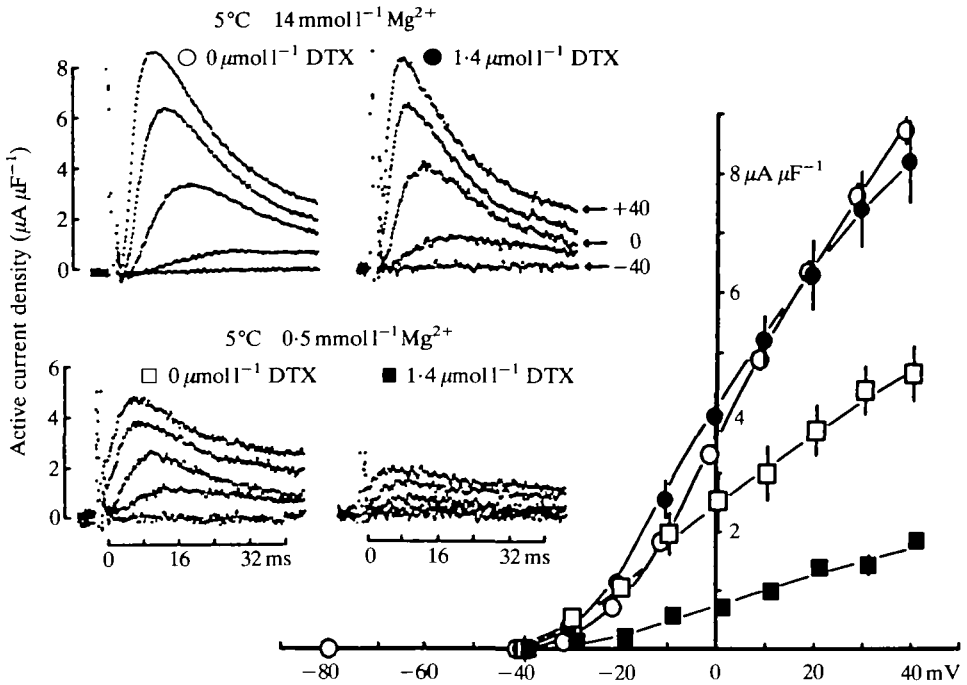 5°C 14 mmol l⁻¹ Mg²⁺
○ 0 μmol l⁻¹ DTX ● 1·4 μmol l⁻¹ DTX
Active current density (μA μF⁻¹)
8
6
4
2
0
+40
0
−40
5°C 0·5 mmol l⁻¹ Mg²⁺
□ 0 μmol l⁻¹ DTX ■ 1·4 μmol l⁻¹ DTX
6
4
2
0
0 16 32 ms
0 16 32 ms
8 μA μF⁻¹
6
4
2
−80 −60 −40 −20 0 20 40 mV